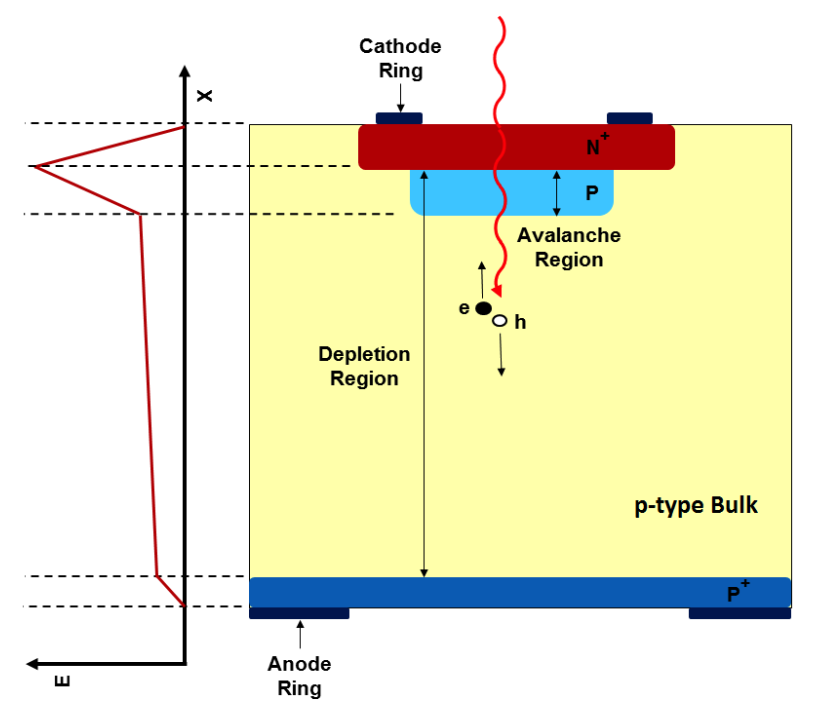 Cathode
Ring
X
N+
P
Avalanche
Region
e
h
Depletion
Region
p-type Bulk
P+
E
Anode
Ring